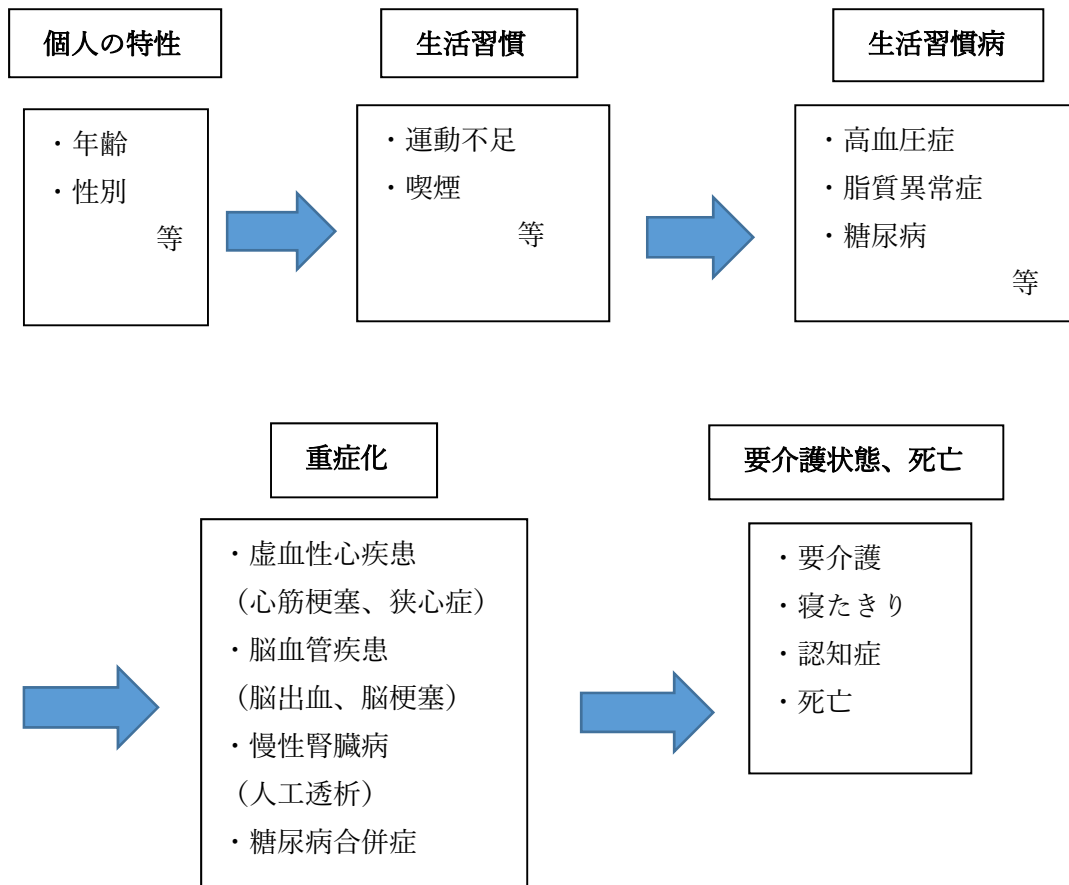 個人の特性
・年齢
・性別
等
生活習慣
・運動不足
・喫煙
等
生活習慣病
・高血圧症
・脂質異常症
・糖尿病
等
重症化
・虚血性心疾患
（心筋梗塞、狭心症）
・脳血管疾患
（脳出血、脳梗塞）
・慢性腎臓病
（人工透析）
・糖尿病合併症
要介護状態、死亡
・要介護
・寝たきり
・認知症
・死亡